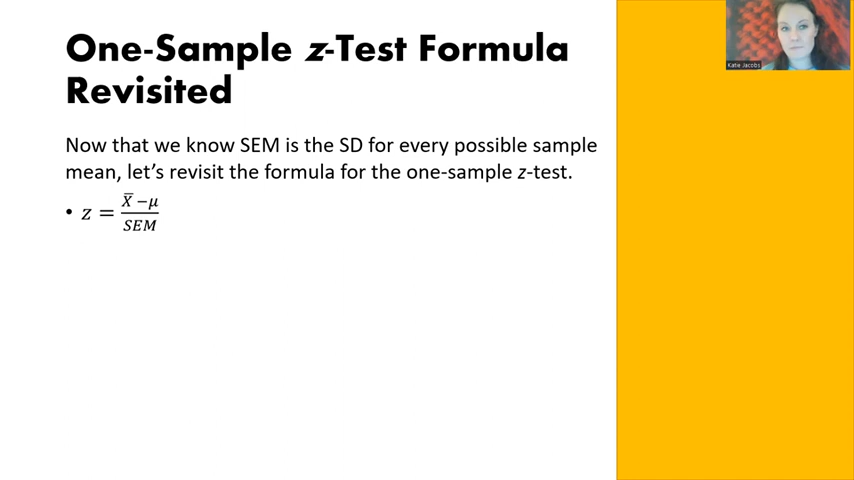 One-Sample z-Test Formula
Revisited
Now that we know SEM is the SD for every possible sample
mean, let’s revisit the formula for the one-sample z-test.
• z = (X̄ − μ) / SEM
Katie Jacobs